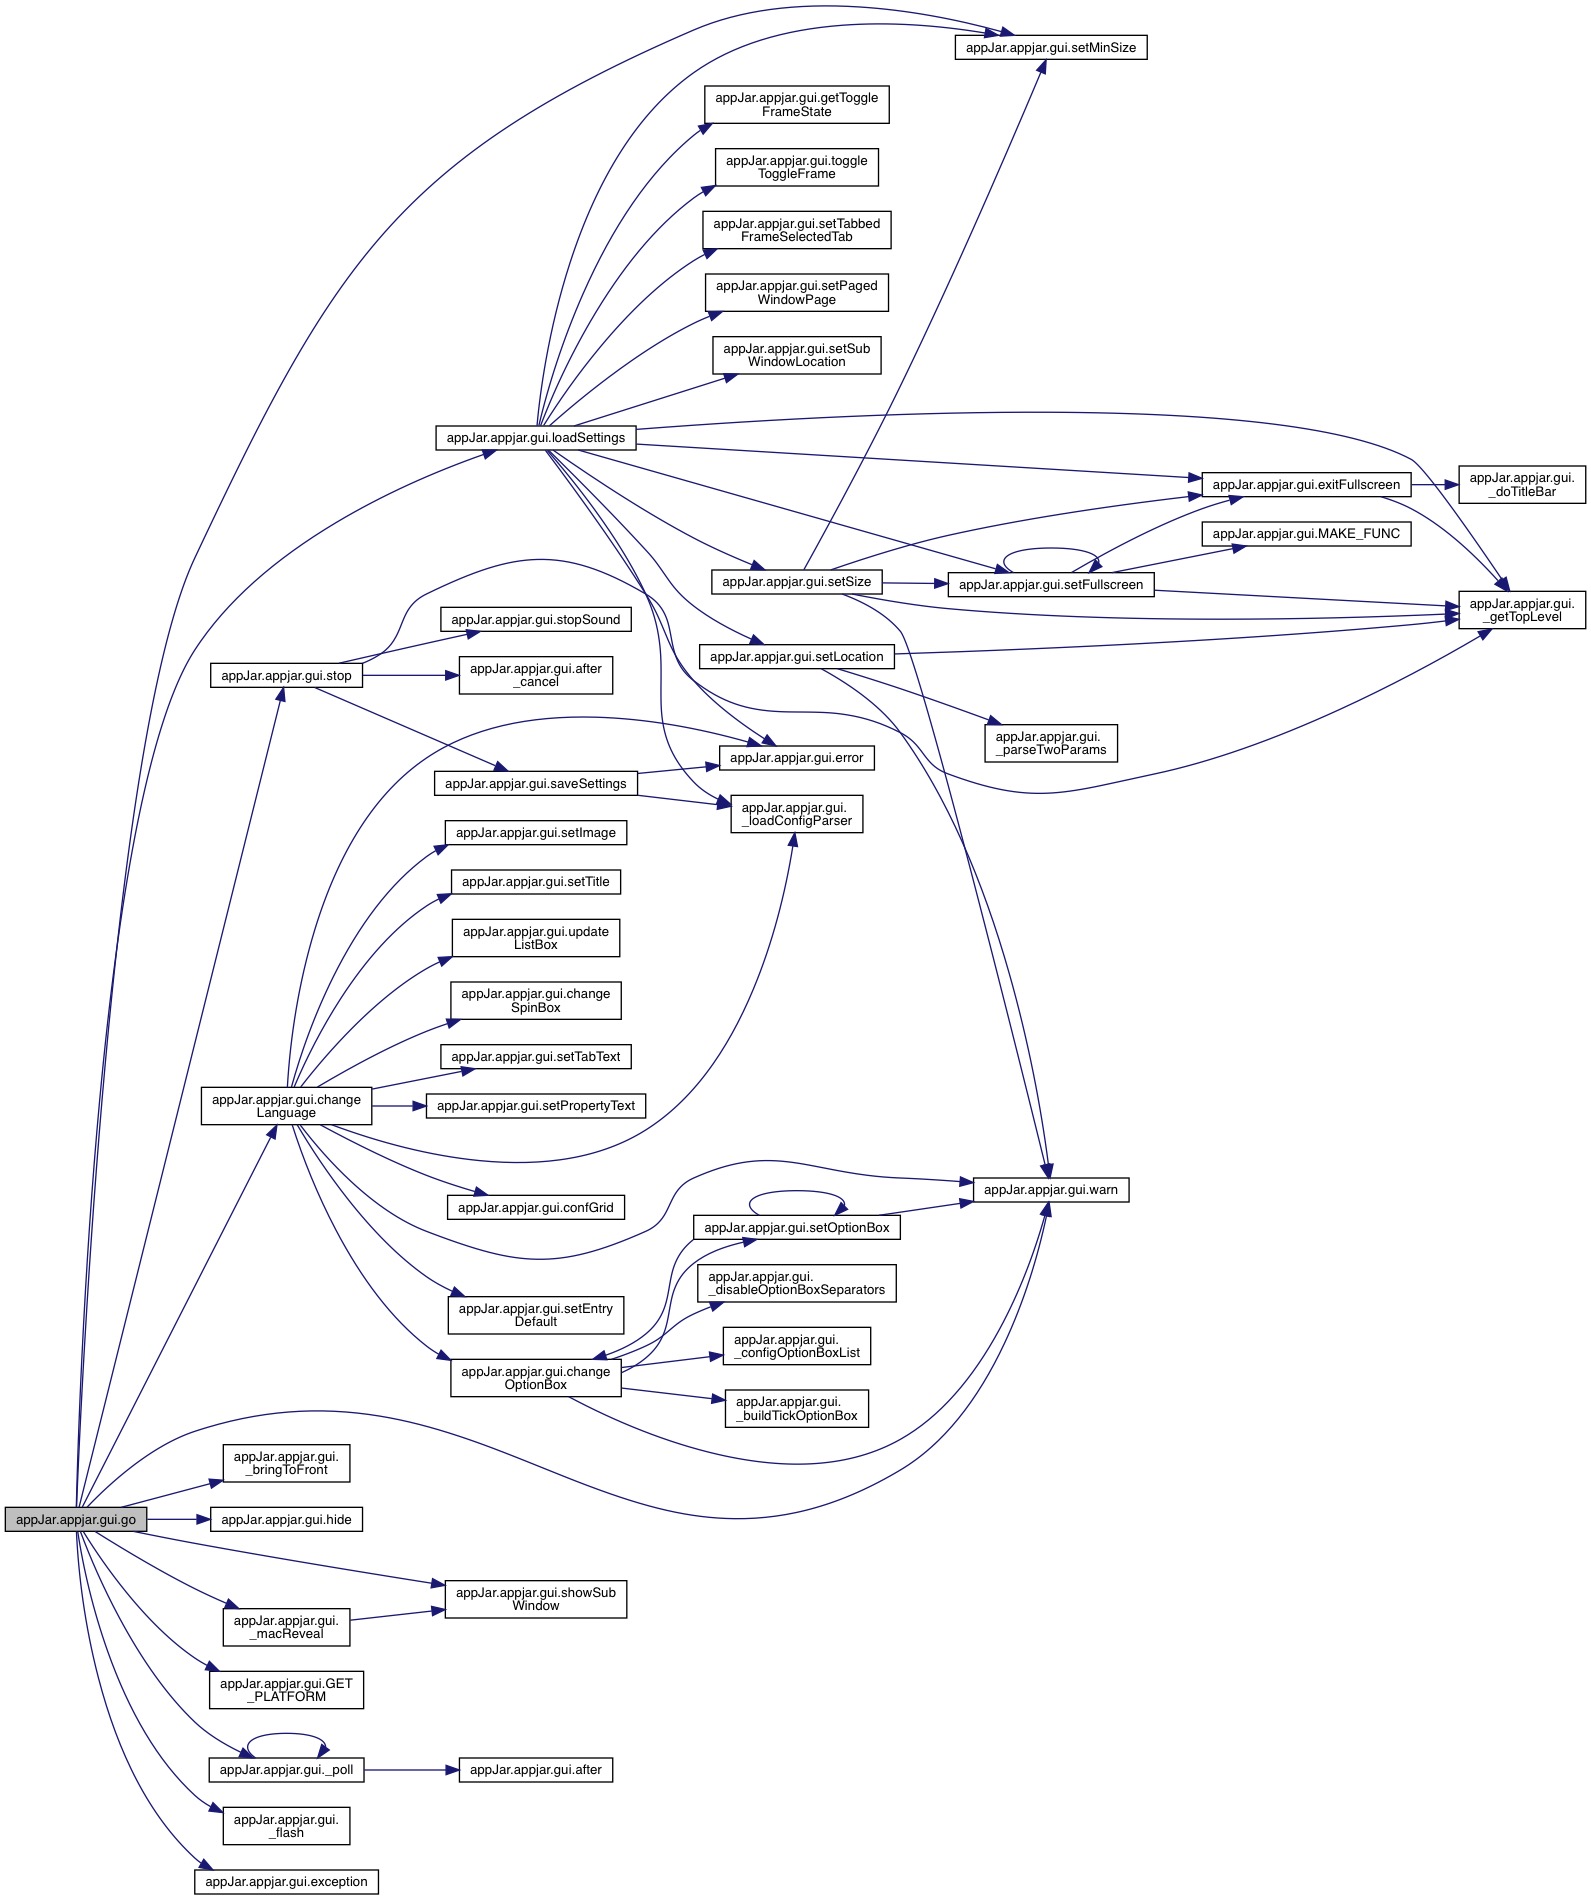 appJar.appjar.gui.setMinSize
appJar.appjar.gui.getToggle
FrameState
appJar.appjar.gui.toggle
ToggleFrame
appJar.appjar.gui.setTabbed
FrameSelectedTab
appJar.appjar.gui.setPaged
WindowPage
appJar.appjar.gui.setSub
WindowLocation
appJar.appjar.gui.loadSettings
appJar.appjar.gui.exitFullscreen
appJar.appjar.gui.
_doTitleBar
appJar.appjar.gui.MAKE_FUNC
appJar.appjar.gui.setSize
appJar.appjar.gui.setFullscreen
appJar.appjar.gui.
_getTopLevel
appJar.appjar.gui.stopSound
appJar.appjar.gui.setLocation
appJar.appjar.gui.stop
appJar.appjar.gui.after
_cancel
appJar.appjar.gui.
_parseTwoParams
appJar.appjar.gui.error
appJar.appjar.gui.saveSettings
appJar.appjar.gui.
_loadConfigParser
appJar.appjar.gui.setImage
appJar.appjar.gui.setTitle
appJar.appjar.gui.update
ListBox
appJar.appjar.gui.change
SpinBox
appJar.appjar.gui.setTabText
appJar.appjar.gui.change
Language
appJar.appjar.gui.setPropertyText
appJar.appjar.gui.warn
appJar.appjar.gui.confGrid
appJar.appjar.gui.setOptionBox
appJar.appjar.gui.
_disableOptionBoxSeparators
appJar.appjar.gui.setEntry
Default
appJar.appjar.gui.
_configOptionBoxList
appJar.appjar.gui.change
OptionBox
appJar.appjar.gui.
_buildTickOptionBox
appJar.appjar.gui.
_bringToFront
appJar.appjar.gui.go
appJar.appjar.gui.hide
appJar.appjar.gui.showSub
Window
appJar.appjar.gui.
_macReveal
appJar.appjar.gui.GET
_PLATFORM
appJar.appjar.gui._poll
appJar.appjar.gui.after
appJar.appjar.gui.
_flash
appJar.appjar.gui.exception